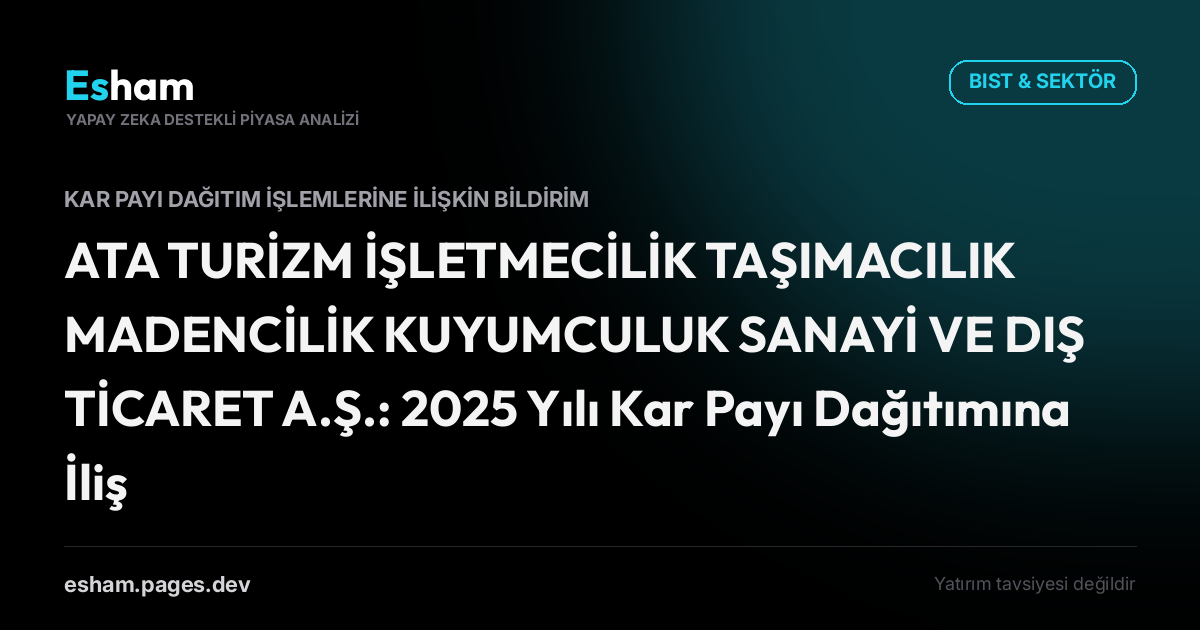 Esham
YAPAY ZEKA DESTEKLİ PİYASA ANALİZİ
BIST & SEKTÖR
KAR PAYI DAĞITIM İŞLEMLERİNE İLİŞKİN BİLDİRİM
ATA TURİZM İŞLETMECİLİK TAŞIMACILIK
MADENCİLİK KUYUMCULUK SANAYİ VE DIŞ
TİCARET A.Ş.: 2025 Yılı Kar Payı Dağıtımına
İliş
esham.pages.dev
Yatırım tavsiyesi değildir